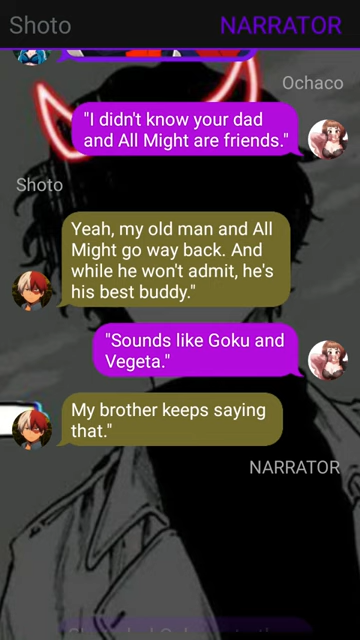 Shoto NARRATOR
Ochaco
"I didn't know your dad
and All Might are friends."
Shoto
Yeah, my old man and All
Might go way back. And
while he won't admit, he's
his best buddy."
"Sounds like Goku and
Vegeta."
My brother keeps saying
that."
NARRATOR